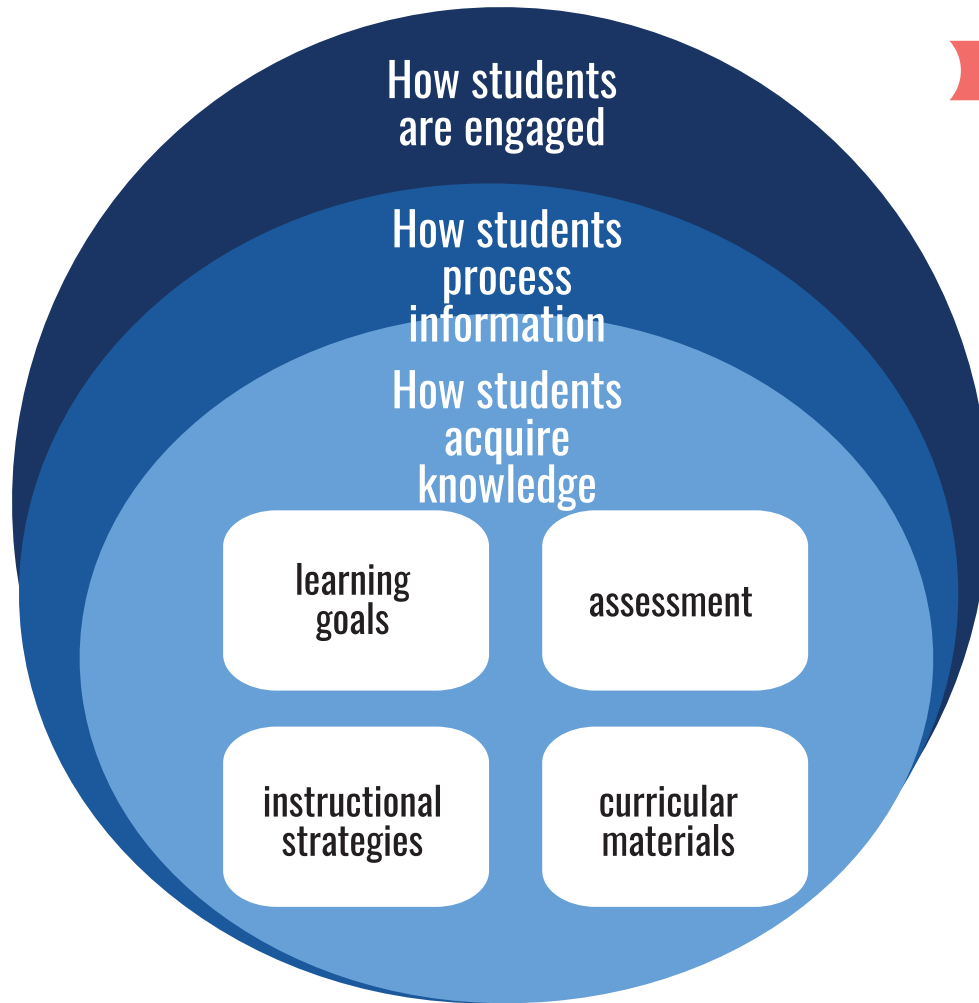 How students
are engaged
How students
process
information
How students
acquire
knowledge
learning
goals
assessment
instructional
strategies
curricular
materials